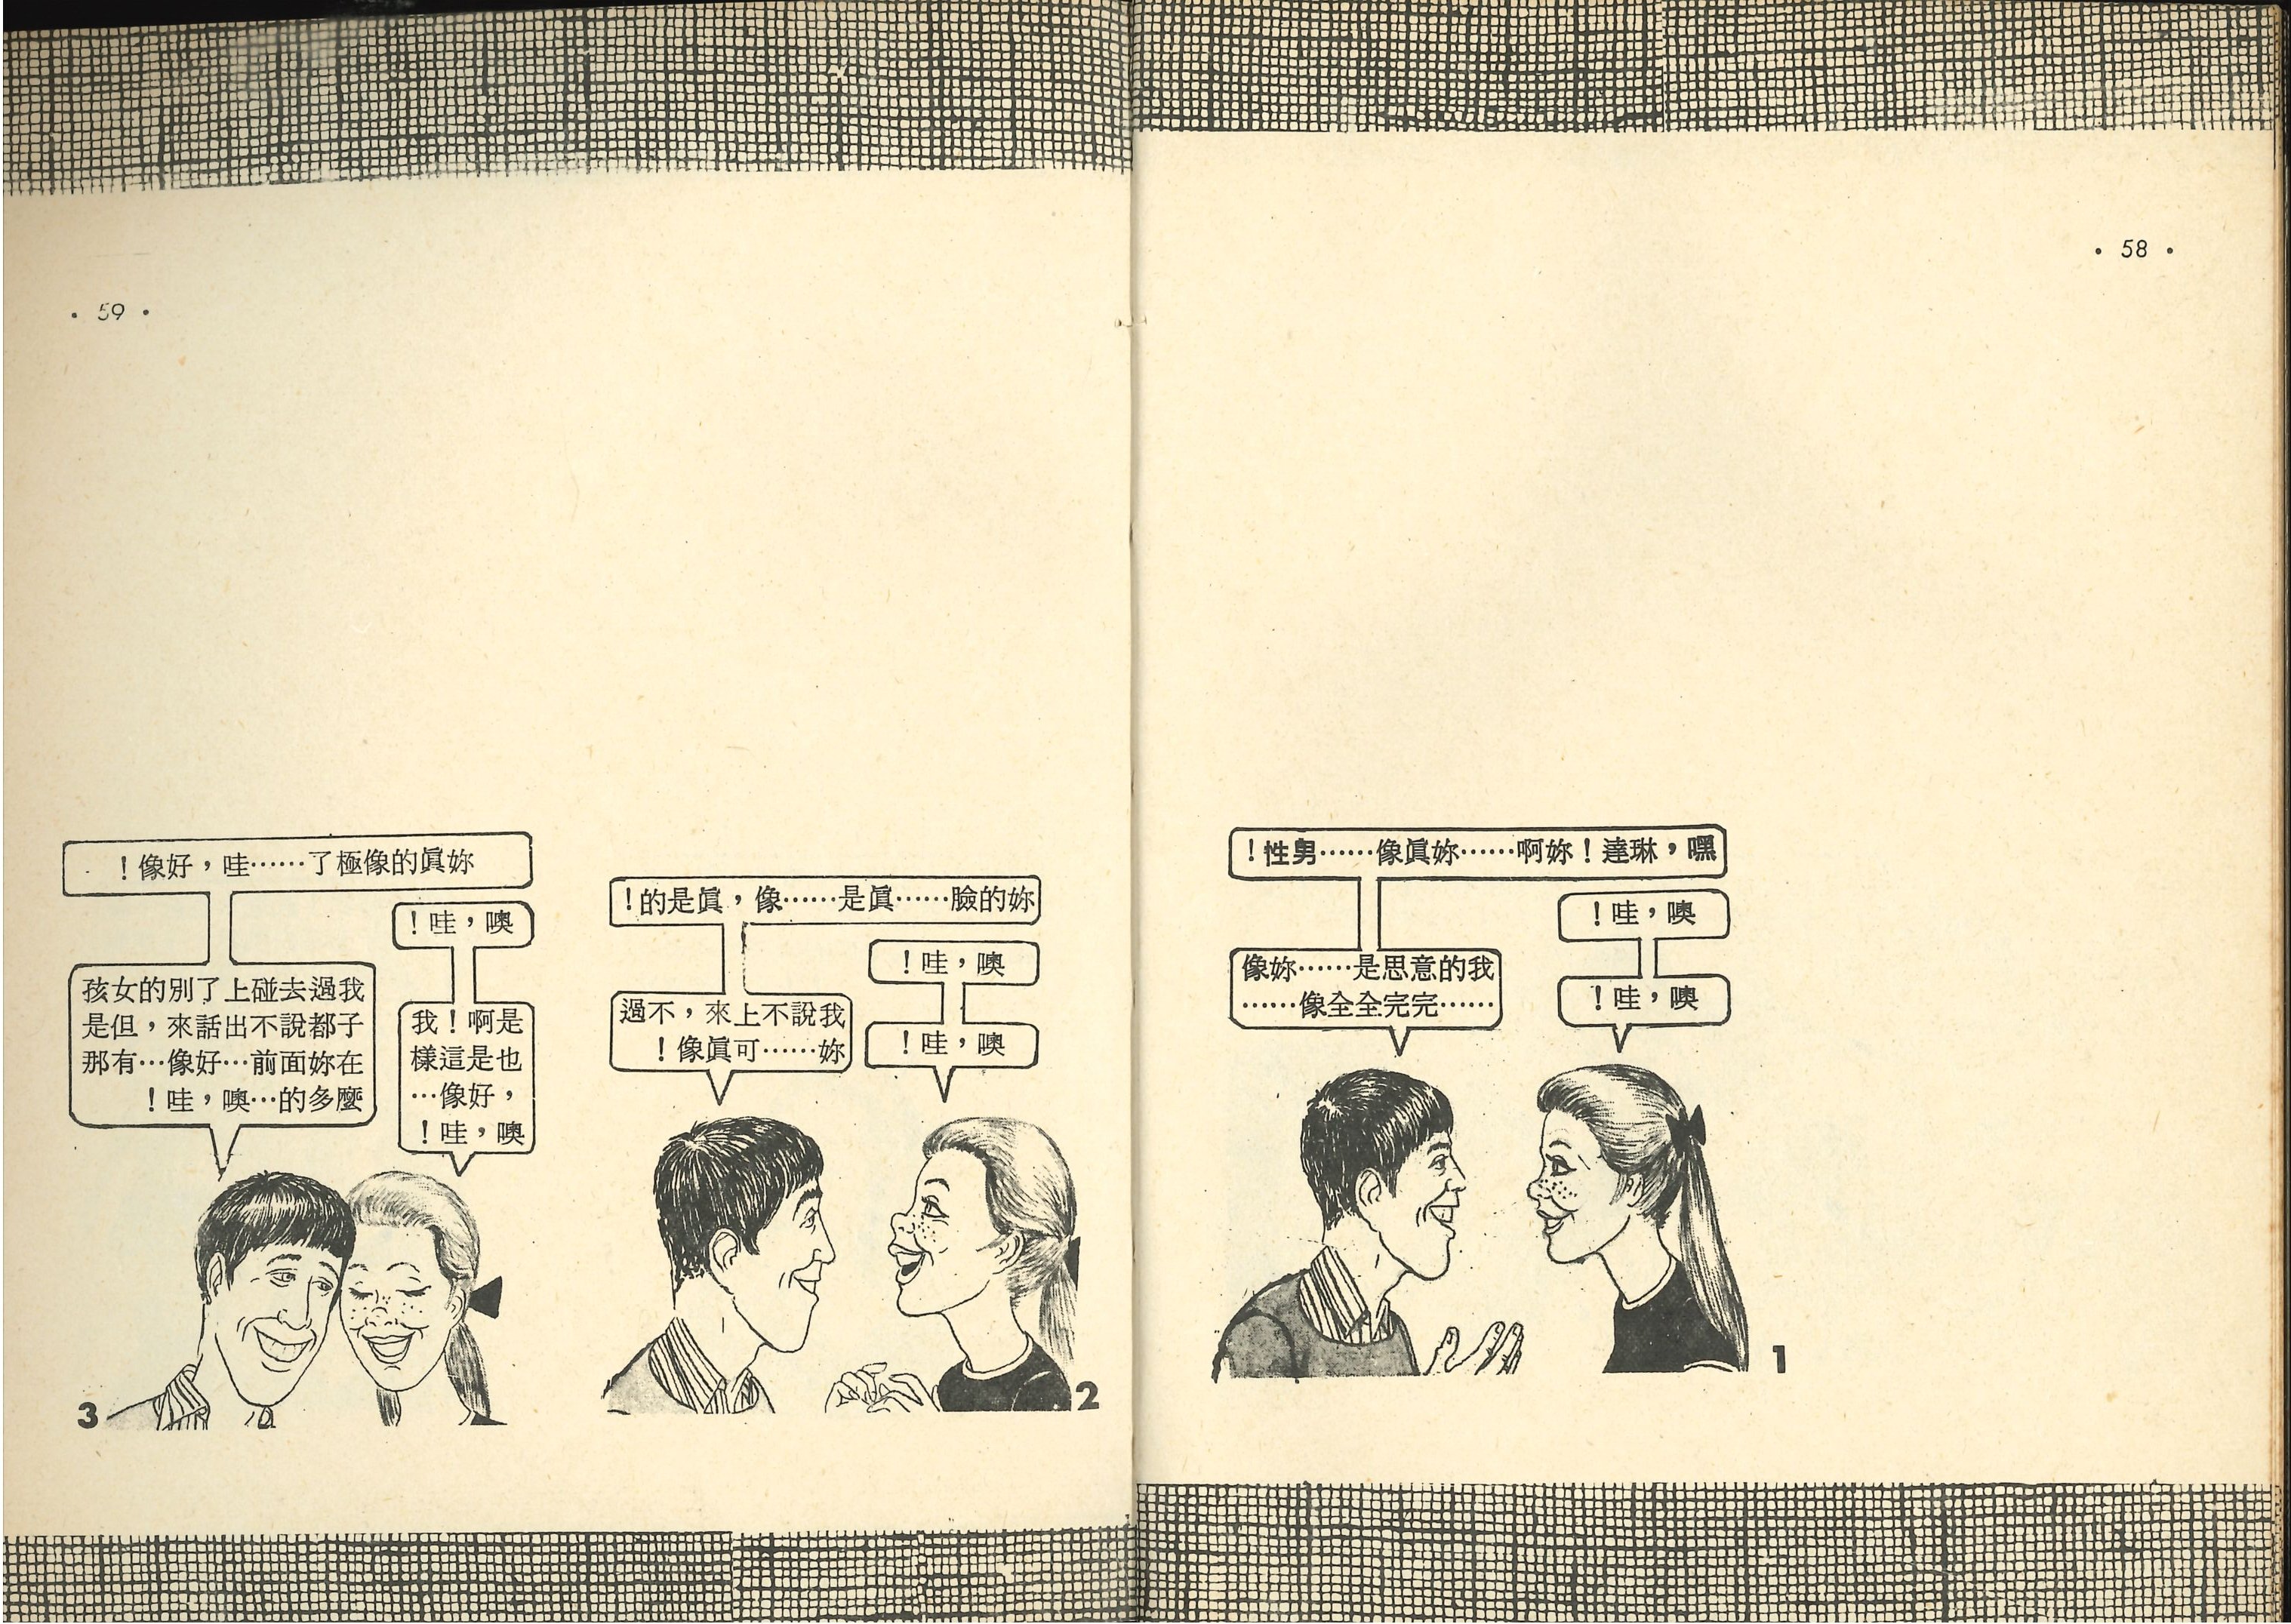 • 58 •
嘿，琳達！妳啊……妳眞像……男性！
我的意思是……妳像
……完完全全像……
噢，哇！
噢，哇！
1
• 59 •
妳的臉……眞是……像，眞是的！
我說不上來，不過
妳……可眞像！
噢，哇！
噢，哇！
2
妳眞的像極了……哇，好像！
我過去碰上了別的女孩
子都說不出話來，但是
在妳面前…好像…有那
麼多的…噢，哇！
噢，哇！
是啊！我
也是這樣
，好像…
噢，哇！
3